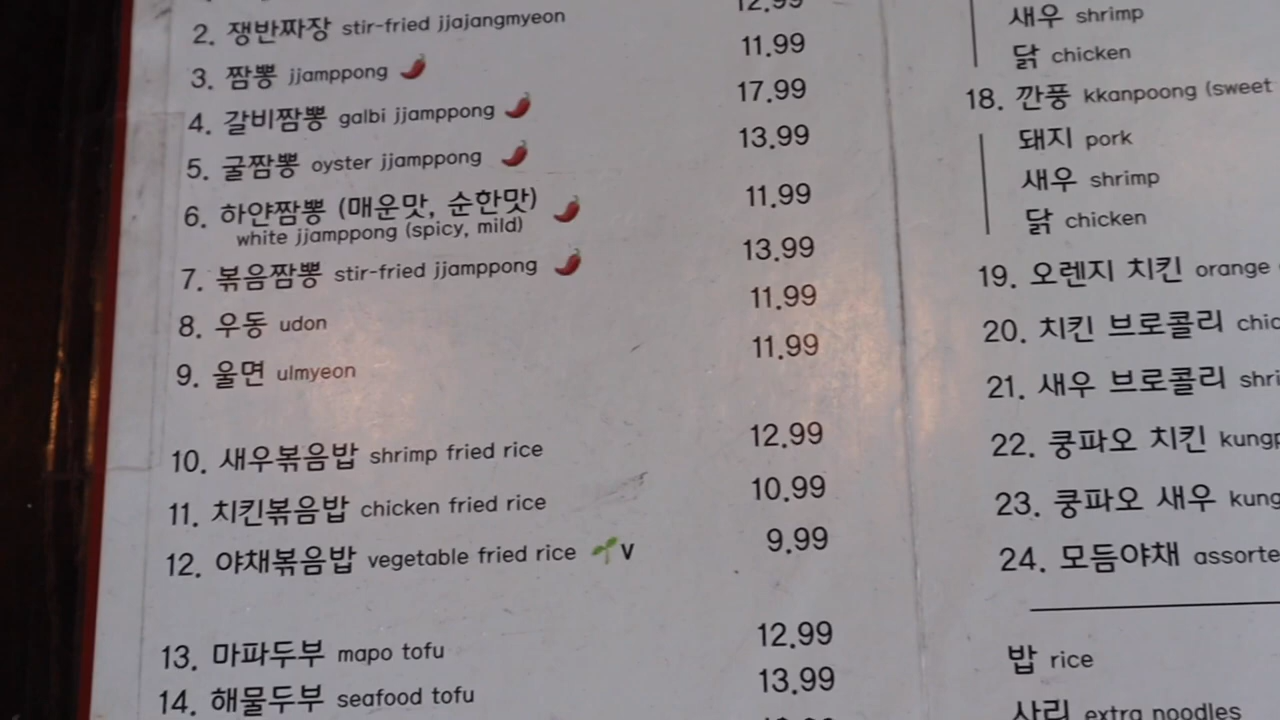 2. 쟁반짜장 stir-fried jjajangmyeon 12.99
3. 짬뽕 jjamppong 11.99
4. 갈비짬뽕 galbi jjamppong 17.99
5. 굴짬뽕 oyster jjamppong 13.99
6. 하얀짬뽕 (매운맛, 순한맛) 11.99
white jjamppong (spicy, mild)
7. 볶음짬뽕 stir-fried jjamppong 13.99
8. 우동 udon 11.99
9. 울면 ulmyeon 11.99
10. 새우볶음밥 shrimp fried rice 12.99
11. 치킨볶음밥 chicken fried rice 10.99
12. 야채볶음밥 vegetable fried rice V 9.99
13. 마파두부 mapo tofu 12.99
14. 해물두부 seafood tofu 13.99
새우 shrimp
닭 chicken
18. 깐풍 kkanpoong (sweet
돼지 pork
새우 shrimp
닭 chicken
19. 오렌지 치킨 orange
20. 치킨 브로콜리 chic
21. 새우 브로콜리 shri
22. 쿵파오 치킨 kungp
23. 쿵파오 새우 kung
24. 모듬야채 assorte
밥 rice
사리 extra noodles